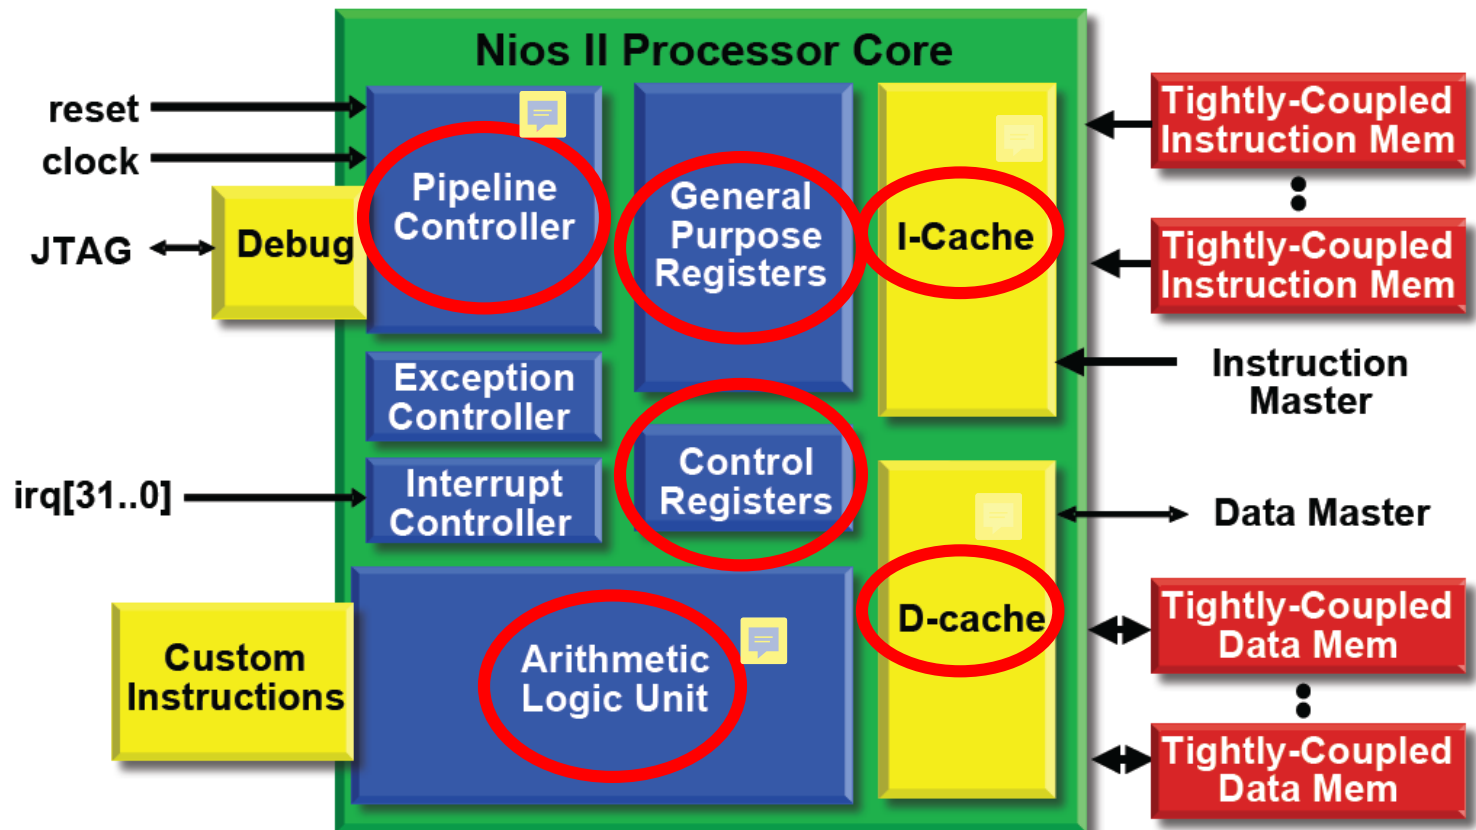 Nios II Processor Core
reset
clock
JTAG
Debug
Pipeline
Controller
General
Purpose
Registers
I-Cache
Tightly-Coupled
Instruction Mem
Tightly-Coupled
Instruction Mem
Instruction
Master
Exception
Controller
irq[31..0]
Interrupt
Controller
Control
Registers
Data Master
D-cache
Custom
Instructions
Arithmetic
Logic Unit
Tightly-Coupled
Data Mem
Tightly-Coupled
Data Mem